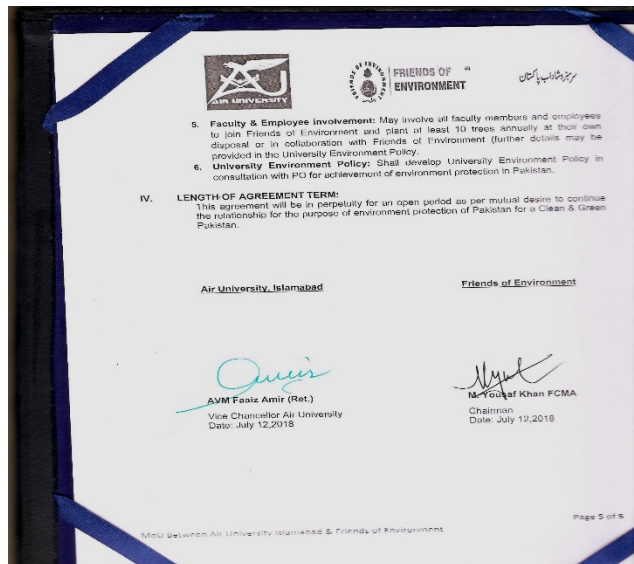 AIR UNIVERSITY
FRIENDS OF ENVIRONMENT
FRIENDS OF
ENVIRONMENT
سرسبز و شاداب پاکستان
5. Faculty & Employee involvement: May involve all faculty members and employees
to join Friends of Environment and plant at least 10 trees annually at their own
disposal or in collaboration with Friends of Environment (further details may be
provided in the University Environment Policy.
6. University Environment Policy: Shall develop University Environment Policy in
consultation with PO for achievement of environment protection in Pakistan.
IV. LENGTH OF AGREEMENT TERM:
This agreement will be in perpetuity for an open period as per mutual desire to continue
the relationship for the purpose of environment protection of Pakistan for a Clean & Green
Pakistan.
Air University, Islamabad
Friends of Environment
AVM Faaiz Amir (Ret.)
Vice Chancellor Air University
Date: July 12,2018
M. Yousaf Khan FCMA
Chairman
Date: July 12,2018
Page 5 of 5
MoU Between Air University Islamabad & Friends of Environment